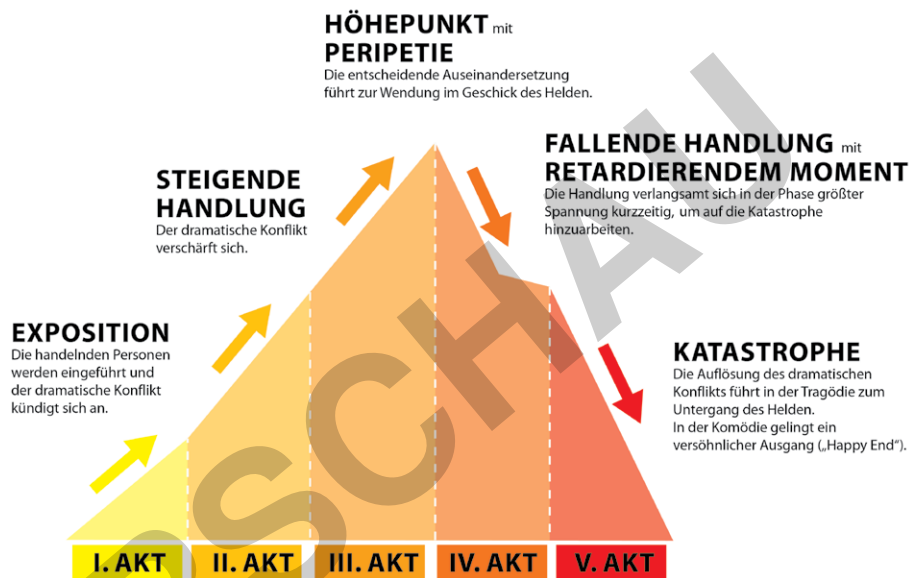 HÖHEPUNKT mit
PERIPETIE
Die entscheidende Auseinandersetzung
führt zur Wendung im Geschick des Helden.
FALLENDE HANDLUNG mit
RETARDIERENDEM MOMENT
Die Handlung verlangsamt sich in der Phase größter
Spannung kurzzeitig, um auf die Katastrophe
hinzuarbeiten.
STEIGENDE
HANDLUNG
Der dramatische Konflikt
verschärft sich.
EXPOSITION
Die handelnden Personen
werden eingeführt und
der dramatische Konflikt
kündigt sich an.
KATASTROPHE
Die Auflösung des dramatischen
Konflikts führt in der Tragödie zum
Untergang des Helden.
In der Komödie gelingt ein
versöhnlicher Ausgang („Happy End“).
I. AKT
II. AKT
III. AKT
IV. AKT
V. AKT
RSCHAU